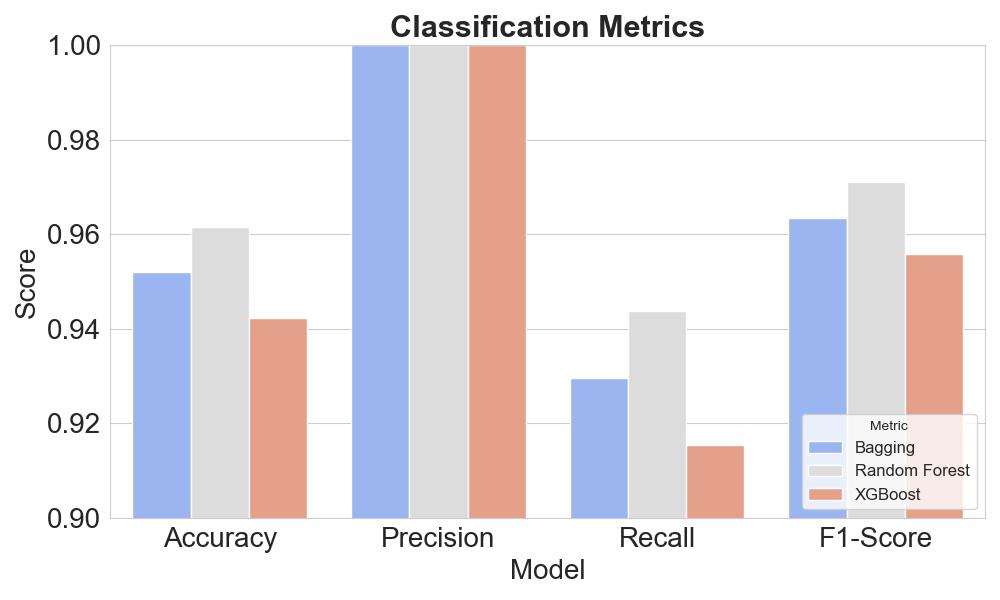 Classification Metrics
Score
1.00
0.98
0.96
0.94
0.92
0.90
Accuracy Precision Recall F1-Score
Model
Metric
Bagging
Random Forest
XGBoost